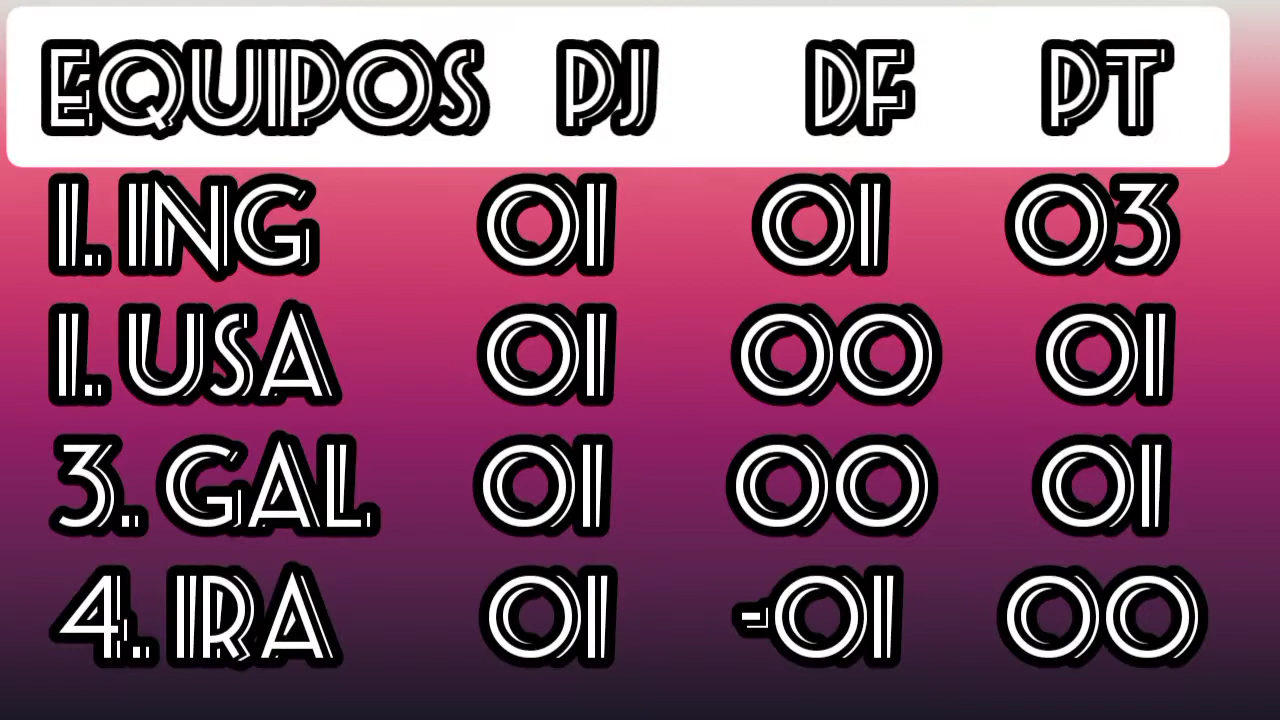 EQUIPOS PJ DF PT
1. ING 01 01 03
1. USA 01 00 01
3. GAL 01 00 01
4. IRA 01 -01 00